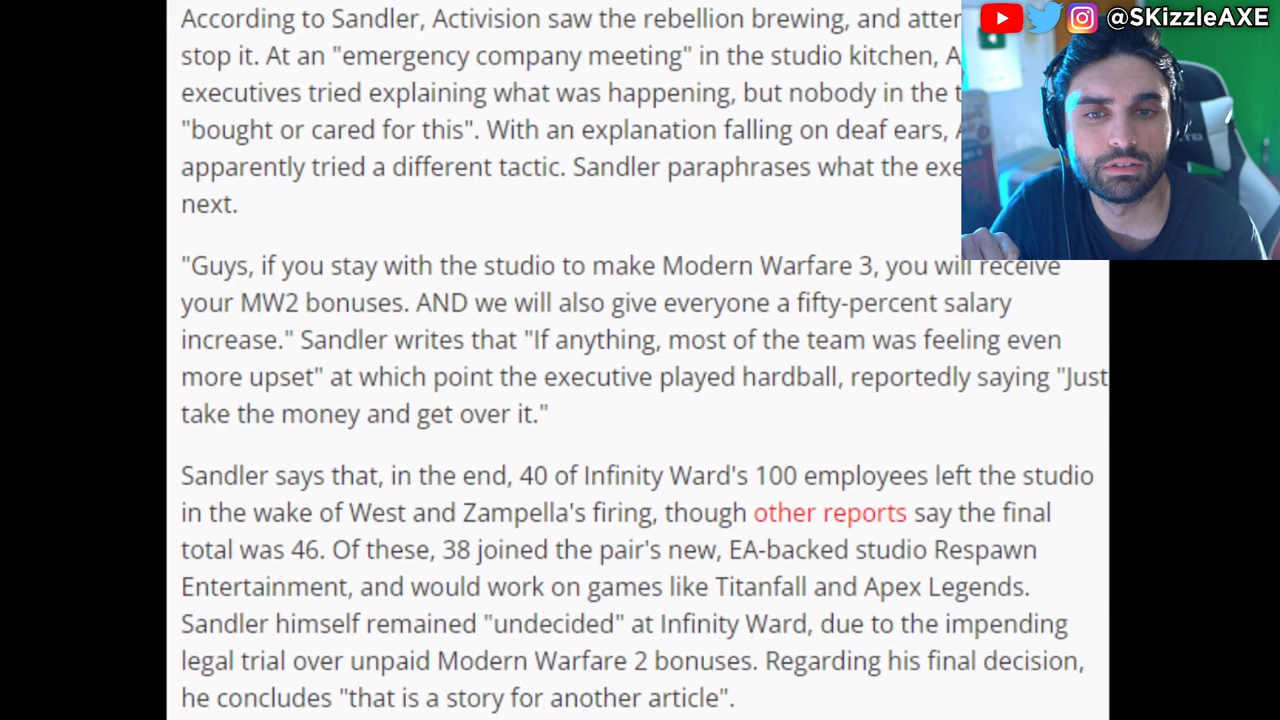 According to Sandler, Activision saw the rebellion brewing, and atter
@SKizzleAXE
stop it. At an "emergency company meeting" in the studio kitchen, A
executives tried explaining what was happening, but nobody in the t
"bought or cared for this". With an explanation falling on deaf ears,
apparently tried a different tactic. Sandler paraphrases what the exe
next.
"Guys, if you stay with the studio to make Modern Warfare 3, you will receive
your MW2 bonuses. AND we will also give everyone a fifty-percent salary
increase." Sandler writes that "If anything, most of the team was feeling even
more upset" at which point the executive played hardball, reportedly saying "Just
take the money and get over it."
Sandler says that, in the end, 40 of Infinity Ward's 100 employees left the studio
in the wake of West and Zampella's firing, though other reports say the final
total was 46. Of these, 38 joined the pair's new, EA-backed studio Respawn
Entertainment, and would work on games like Titanfall and Apex Legends.
Sandler himself remained "undecided" at Infinity Ward, due to the impending
legal trial over unpaid Modern Warfare 2 bonuses. Regarding his final decision,
he concludes "that is a story for another article".